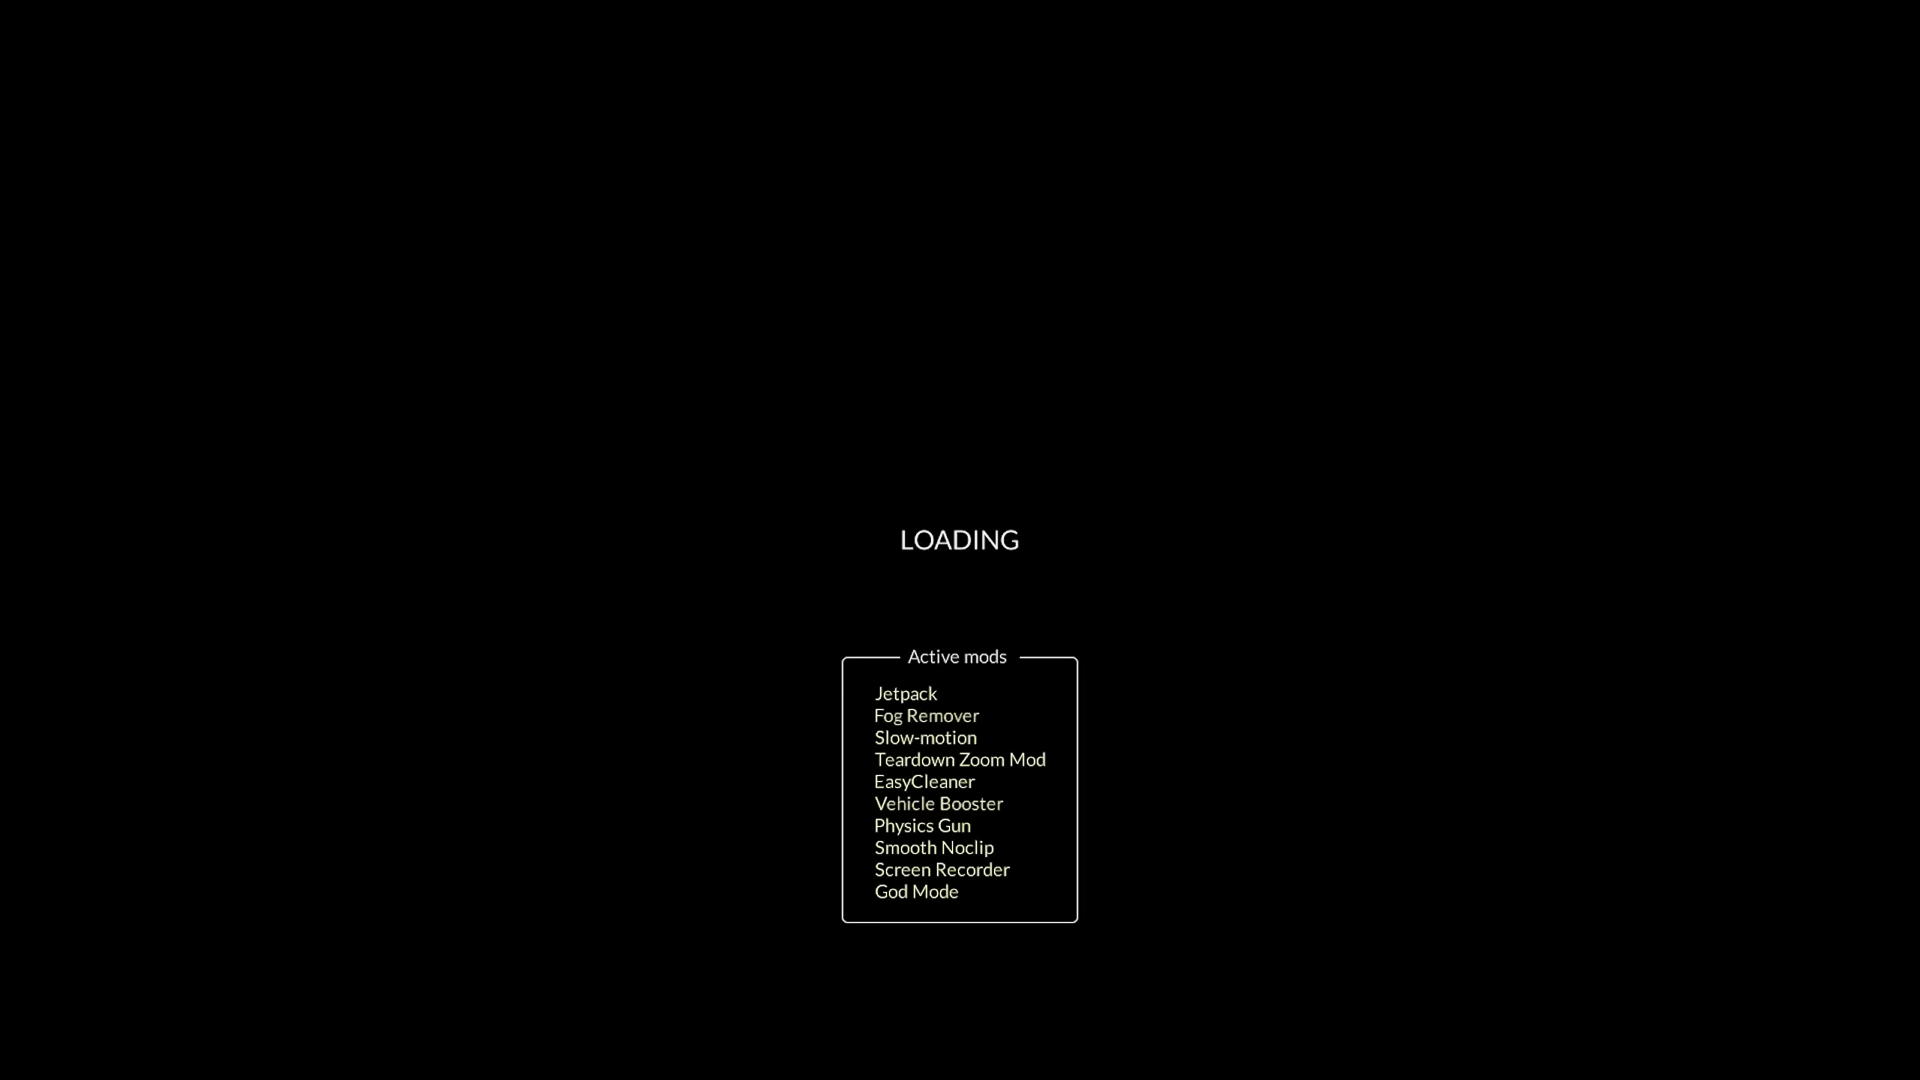 LOADING
Active mods
Jetpack
Fog Remover
Slow-motion
Teardown Zoom Mod
EasyCleaner
Vehicle Booster
Physics Gun
Smooth Noclip
Screen Recorder
God Mode